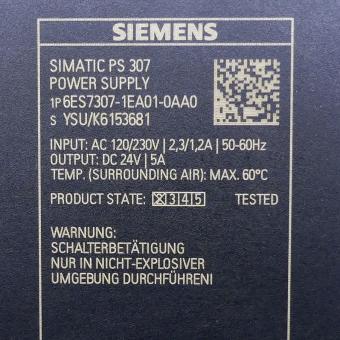 SIEMENS
SIMATIC PS 307
POWER SUPPLY
1P 6ES7307-1EA01-0AA0
S YSU/K6153681
INPUT: AC 120/230V | 2,3/1,2A | 50-60Hz
OUTPUT: DC 24V | 5A
TEMP. (SURROUNDING AIR): MAX. 60°C
PRODUCT STATE: X 3 4 5 TESTED
WARNUNG:
SCHALTERBETÄTIGUNG
NUR IN NICHT-EXPLOSIVER
UMGEBUNG DURCHFÜHREN!